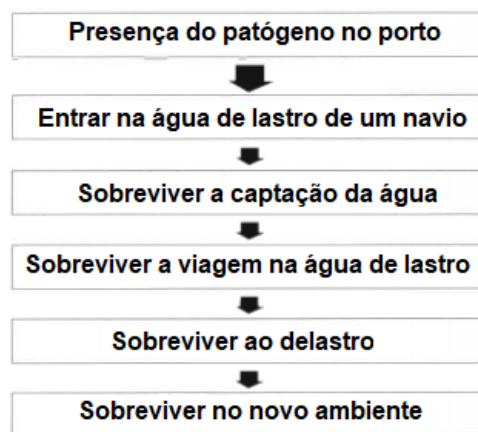 Presença do patógeno no porto
Entrar na água de lastro de um navio
Sobreviver a captação da água
Sobreviver a viagem na água de lastro
Sobreviver ao delastro
Sobreviver no novo ambiente